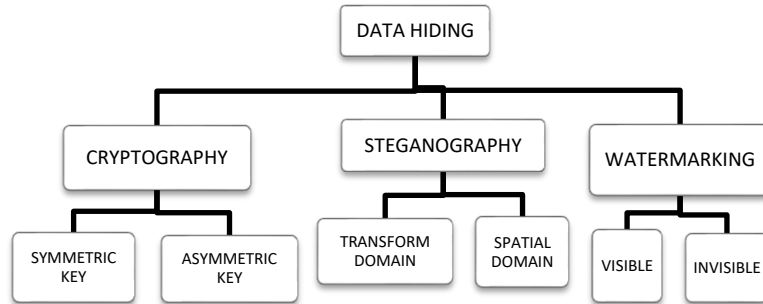 DATA HIDING
CRYPTOGRAPHY
STEGANOGRAPHY
WATERMARKING
SYMMETRIC
KEY
ASYMMETRIC
KEY
TRANSFORM
DOMAIN
SPATIAL
DOMAIN
VISIBLE
INVISIBLE